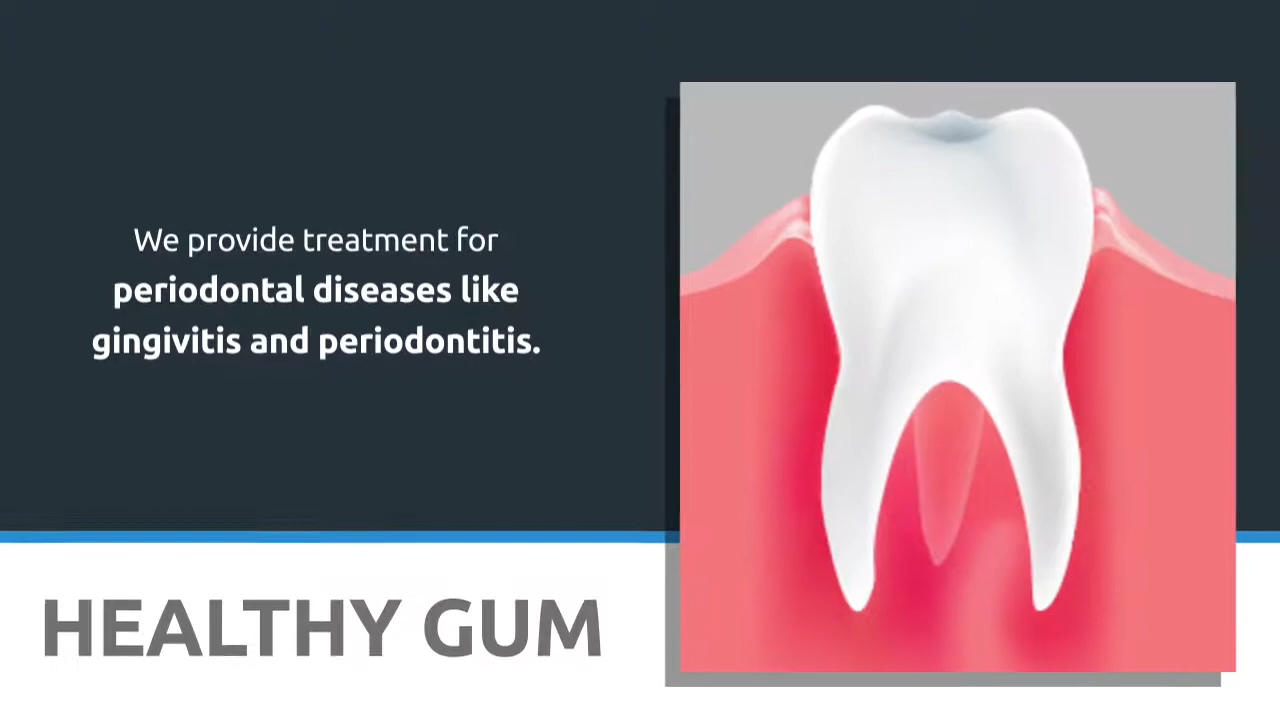 We provide treatment for
periodontal diseases like
gingivitis and periodontitis.
HEALTHY GUM